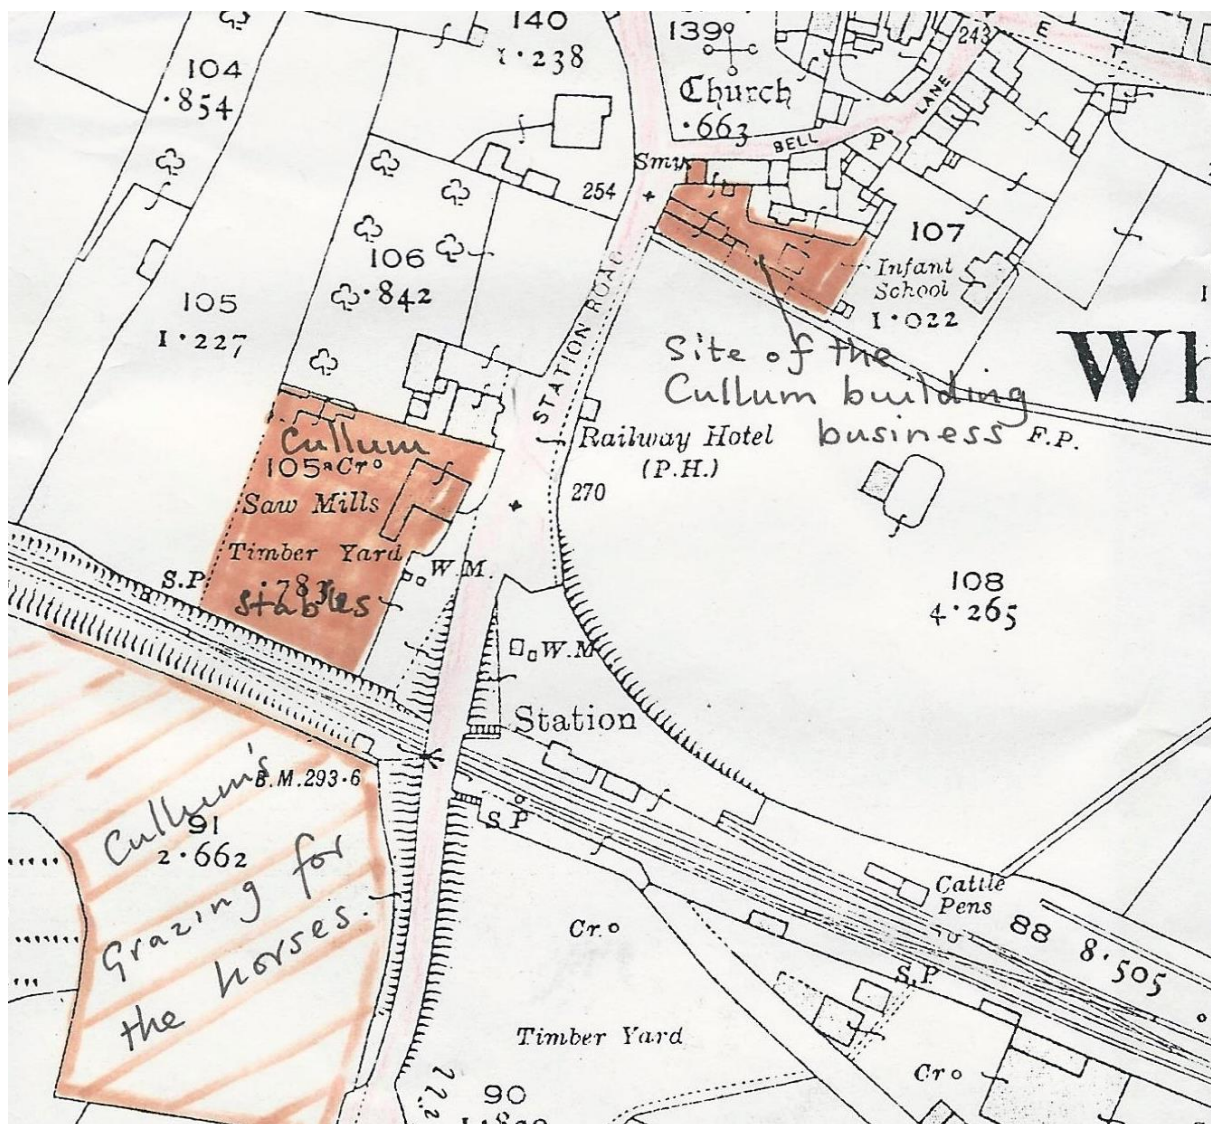 140
1·238
139
243
E
104
·854
Church
·663
BELL
LANE
P
254
106
·842
107
Infant
School
1·022
105
1·227
STATION ROAD
Site of the
Cullum building
business
Wh
F.P.
Railway Hotel
(P.H.)
270
Cullum
105a Cr o
Saw Mills
Timber Yard
·783
stables
W.M.
S.P.
108
4·265
W.M.
Station
B.M. 293·6
S.P.
Cullum's
91
2·662
Grazing for
the horses.
Cattle
Pens
88
8·505
Cr. o
S.P.
Timber Yard
Cr o
90